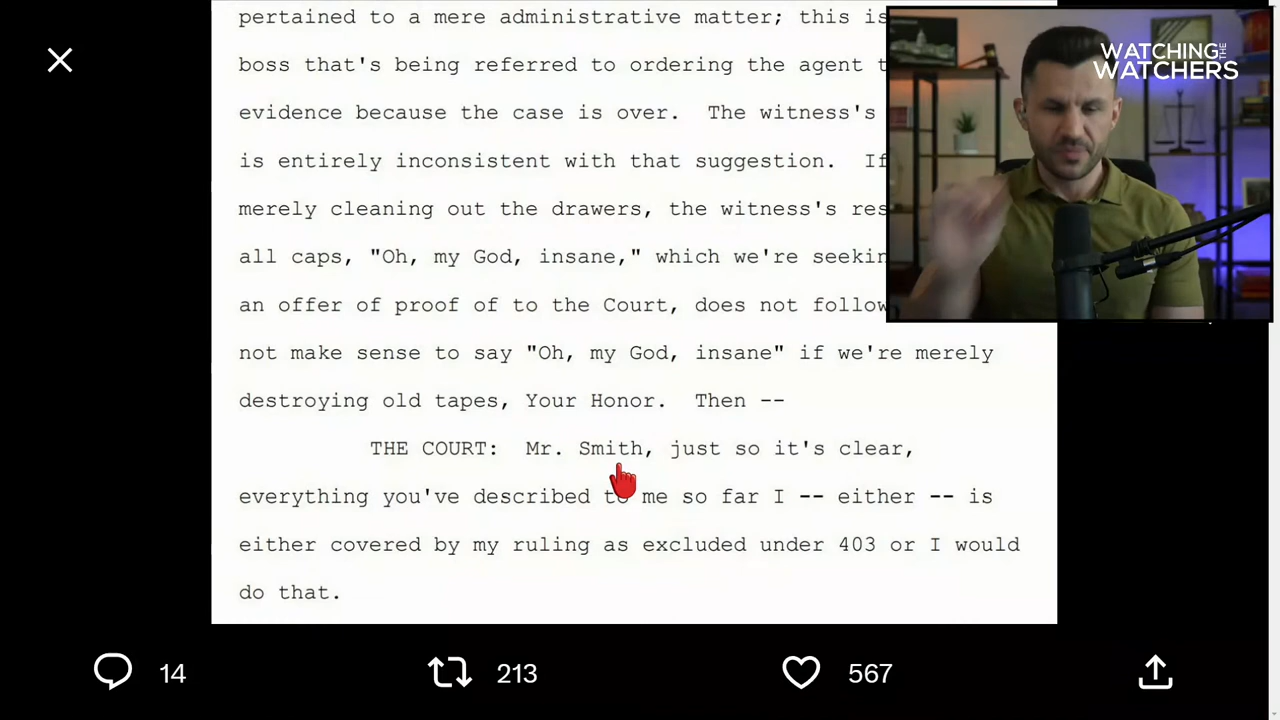 pertained to a mere administrative matter; this is
boss that's being referred to ordering the agent
evidence because the case is over. The witness's
is entirely inconsistent with that suggestion. If
merely cleaning out the drawers, the witness's
all caps, "Oh, my God, insane," which we're
an offer of proof of to the Court, does not follow
not make sense to say "Oh, my God, insane" if we're merely
destroying old tapes, Your Honor. Then --
THE COURT: Mr. Smith, just so it's clear,
everything you've described to me so far I -- either -- is
either covered by my ruling as excluded under 403 or I would
do that.
WATCHING THE
WATCHERS
14 213 567